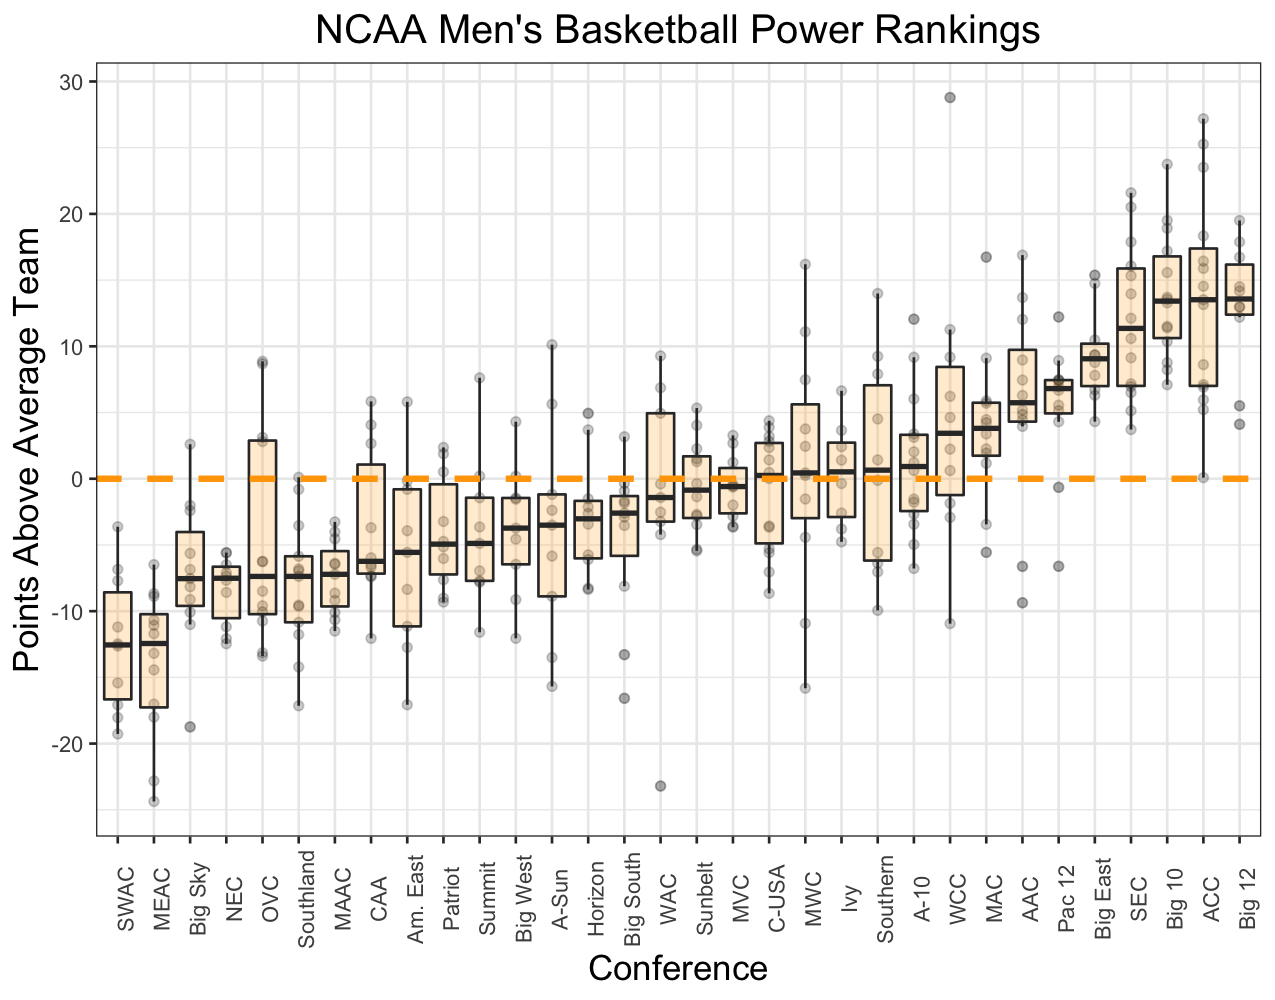 NCAA Men's Basketball Power Rankings
Points Above Average Team
30
20
10
0
-10
-20
SWAC
MEAC
Big Sky
NEC
OVC
Southland
MAAC
CAA
Am. East
Patriot
Summit
Big West
A-Sun
Horizon
Big South
WAC
Sunbelt
MVC
C-USA
MWC
Ivy
Southern
A-10
WCC
MAC
AAC
Pac 12
Big East
SEC
Big 10
ACC
Big 12
Conference